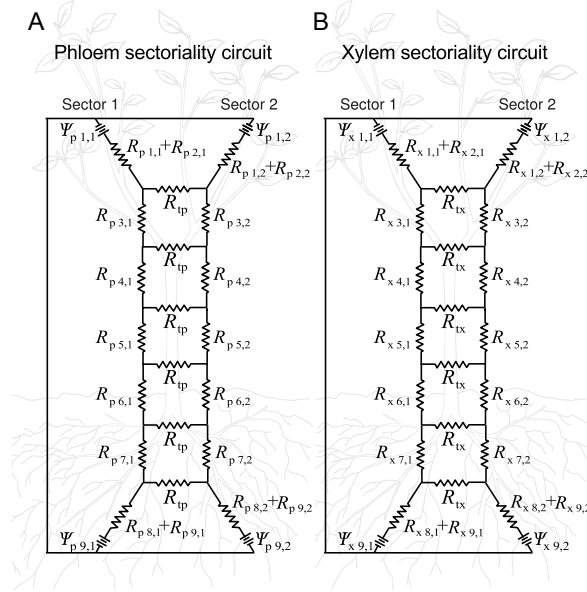 A
Phloem sectoriality circuit
Sector 1
Sector 2
Ψp 1,1
Ψp 1,2
Rp 1,1+Rp 2,1
Rp 1,2+Rp 2,2
Rtp
Rp 3,1
Rp 3,2
Rtp
Rp 4,1
Rp 4,2
Rtp
Rp 5,1
Rp 5,2
Rtp
Rp 6,1
Rp 6,2
Rtp
Rp 7,1
Rp 7,2
Rtp
Rp 8,2+Rp 9,2
Rp 8,1+Rp 9,1
Ψp 9,1
Ψp 9,2
B
Xylem sectoriality circuit
Sector 1
Sector 2
Ψx 1,1
Ψx 1,2
Rx 1,1+Rx 2,1
Rx 1,2+Rx 2,2
Rtx
Rx 3,1
Rx 3,2
Rtx
Rx 4,1
Rx 4,2
Rtx
Rx 5,1
Rx 5,2
Rtx
Rx 6,1
Rx 6,2
Rtx
Rx 7,1
Rx 7,2
Rtx
Rx 8,2+Rx 9,2
Rx 8,1+Rx 9,1
Ψx 9,1
Ψx 9,2